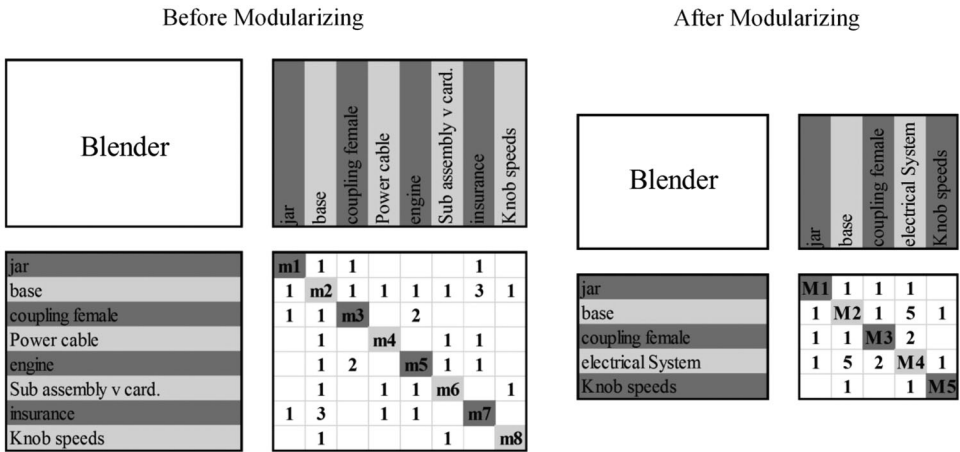 Before Modularizing
After Modularizing
Blender
jar
base
coupling female
Power cable
engine
Sub assembly v card.
insurance
Knob speeds
jar
base
coupling female
Power cable
engine
Sub assembly v card.
insurance
Knob speeds
m1 1 1 1
1 m2 1 1 1 1 3 1
1 1 m3 2
1 m4 1 1
1 2 m5 1 1
1 1 1 m6 1
1 3 1 1 m7
1 1 m8
Blender
jar
base
coupling female
electrical System
Knob speeds
jar
base
coupling female
electrical System
Knob speeds
M1 1 1 1
1 M2 1 5 1
1 1 M3 2
1 5 2 M4 1
1 1 M5